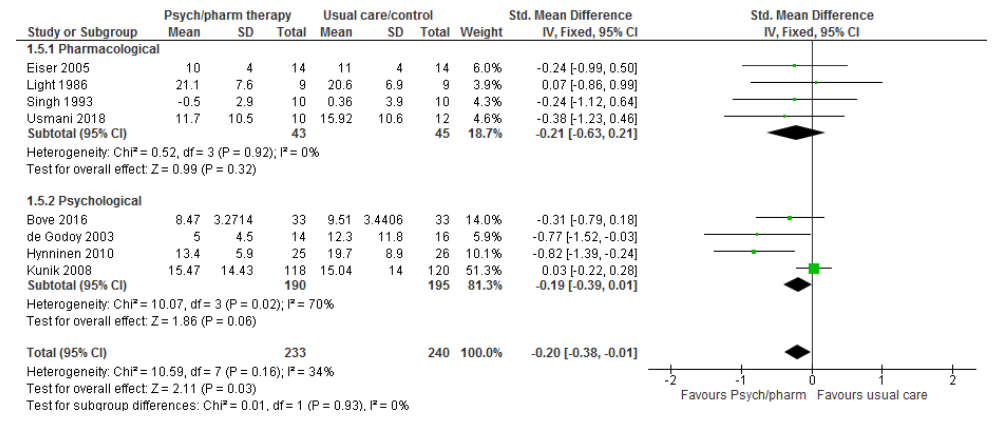 Psych/pharm therapy Usual care/control Std. Mean Difference Std. Mean Difference
Study or Subgroup Mean SD Total Mean SD Total Weight IV, Fixed, 95% CI IV, Fixed, 95% CI
1.5.1 Pharmacological
Eiser 2005 10 4 14 11 4 14 6.0% -0.24 [-0.99, 0.50]
Light 1986 21.1 7.6 9 20.6 6.9 9 3.9% 0.07 [-0.86, 0.99]
Singh 1993 -0.5 2.9 10 0.36 3.9 10 4.3% -0.24 [-1.12, 0.64]
Usmani 2018 11.7 10.5 10 15.92 10.6 12 4.6% -0.38 [-1.23, 0.46]
Subtotal (95% CI) 43 45 18.7% -0.21 [-0.63, 0.21]
Heterogeneity: Chi² = 0.52, df = 3 (P = 0.92); I² = 0%
Test for overall effect: Z = 0.99 (P = 0.32)
1.5.2 Psychological
Bove 2016 8.47 3.2714 33 9.51 3.4406 33 14.0% -0.31 [-0.79, 0.18]
de Godoy 2003 5 4.5 14 12.3 11.8 16 5.9% -0.77 [-1.52, -0.03]
Hynninen 2010 13.4 5.9 25 19.7 8.9 26 10.1% -0.82 [-1.39, -0.24]
Kunik 2008 15.47 14.43 118 15.04 14 120 51.3% 0.03 [-0.22, 0.28]
Subtotal (95% CI) 190 195 81.3% -0.19 [-0.39, 0.01]
Heterogeneity: Chi² = 10.07, df = 3 (P = 0.02); I² = 70%
Test for overall effect: Z = 1.86 (P = 0.06)
Total (95% CI) 233 240 100.0% -0.20 [-0.38, -0.01]
Heterogeneity: Chi² = 10.59, df = 7 (P = 0.16); I² = 34%
Test for overall effect: Z = 2.11 (P = 0.03)
Test for subgroup differences: Chi² = 0.01, df = 1 (P = 0.93), I² = 0%
-2 -1 0 1 2
Favours Psych/pharm Favours usual care